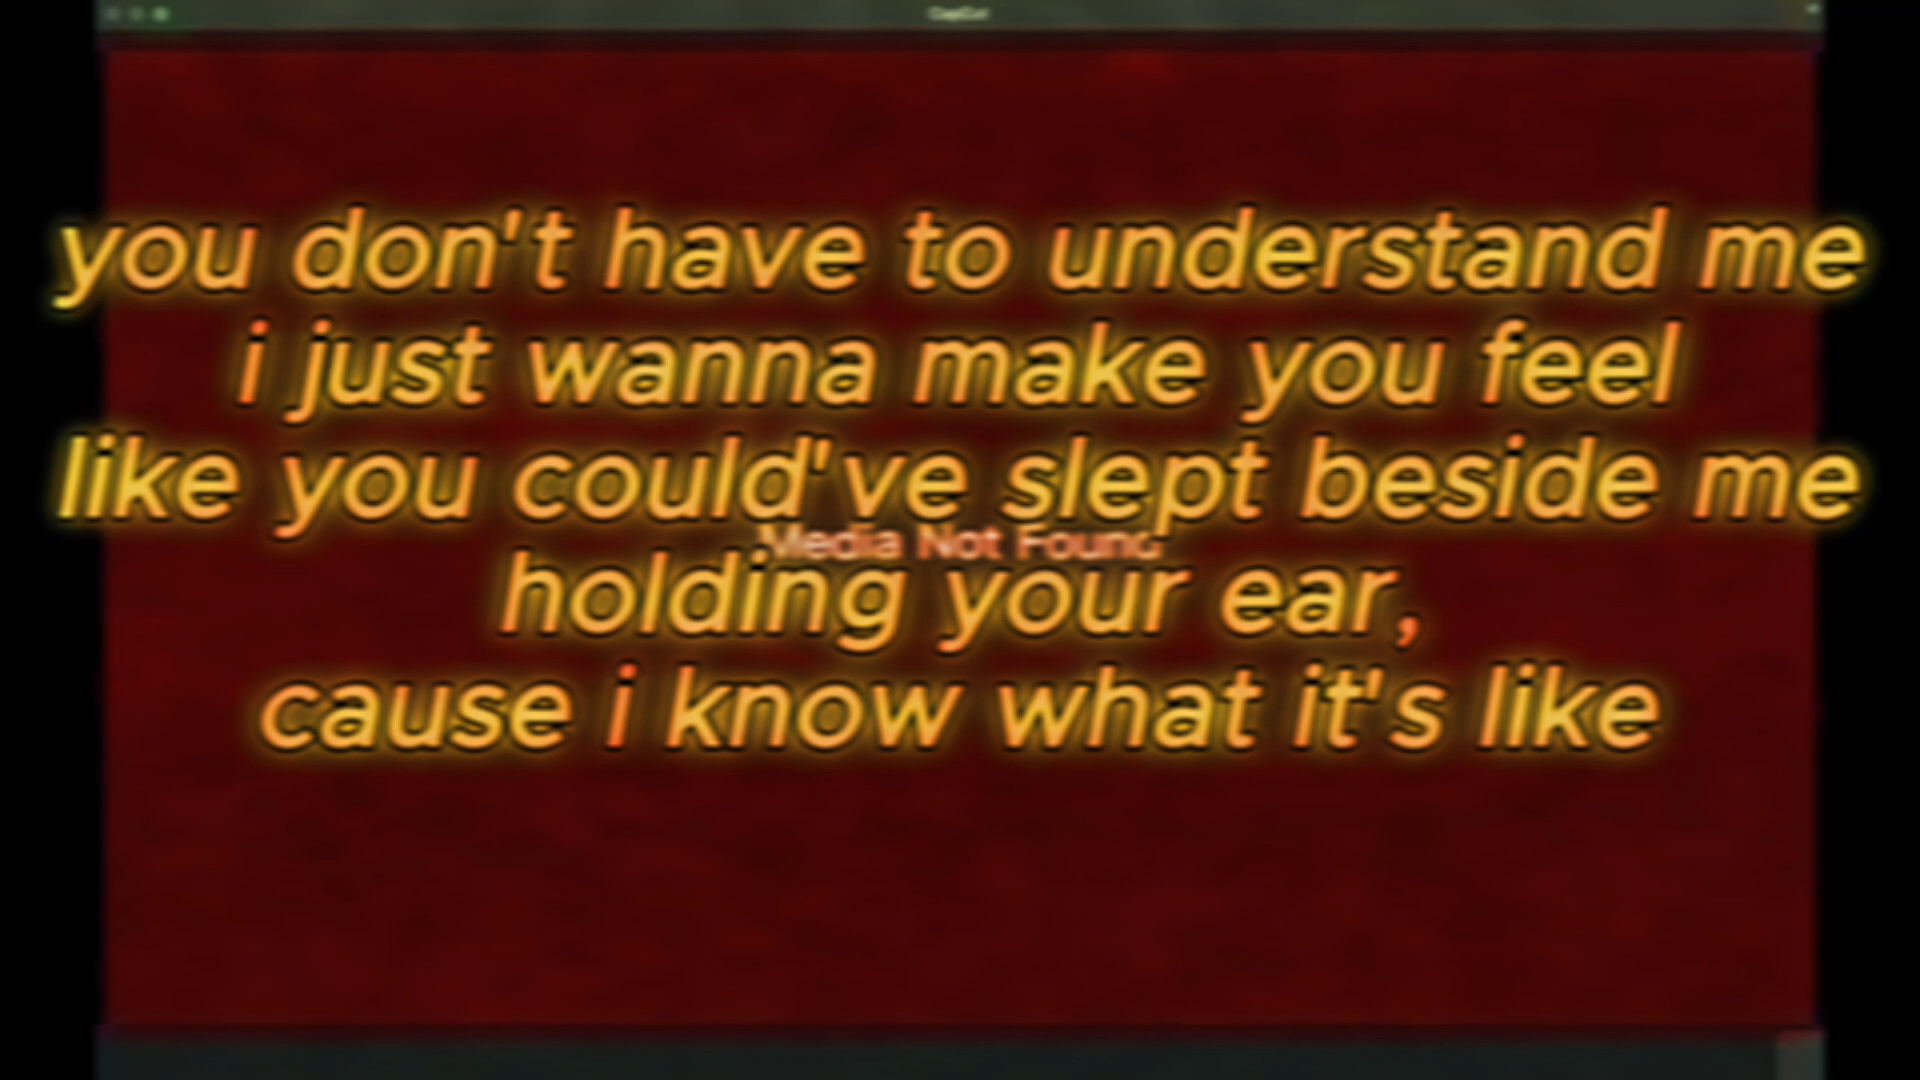 CapCut
you don't have to understand me
i just wanna make you feel
like you could've slept beside me
Media Not Found
holding your ear,
cause i know what it's like